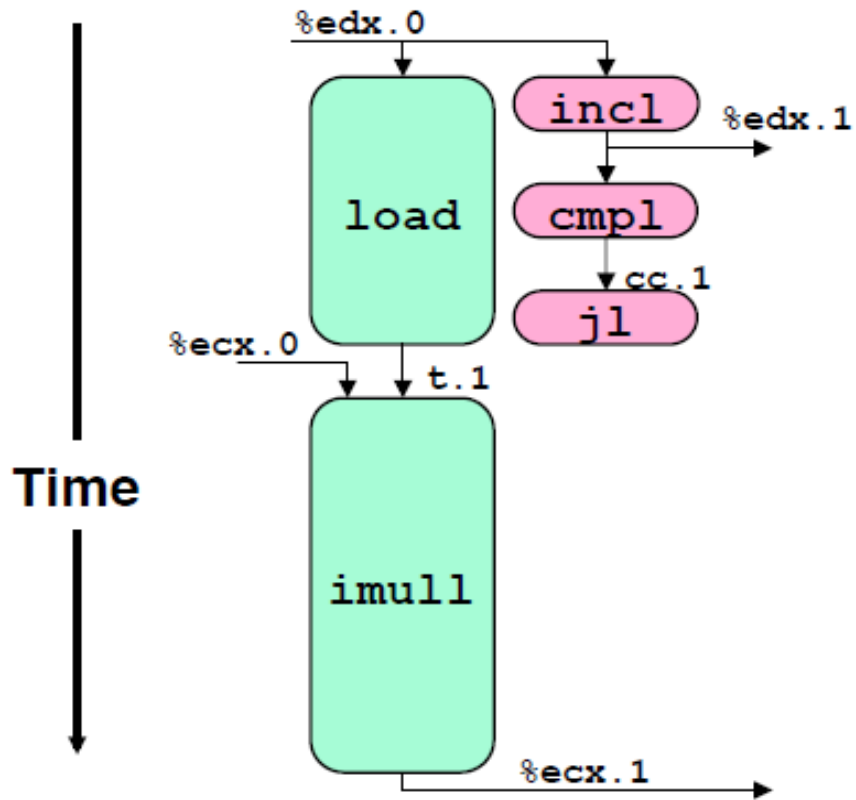 %edx.0
incl
%edx.1
load
cmpl
cc.1
jl
%ecx.0
t.1
Time
imull
%ecx.1